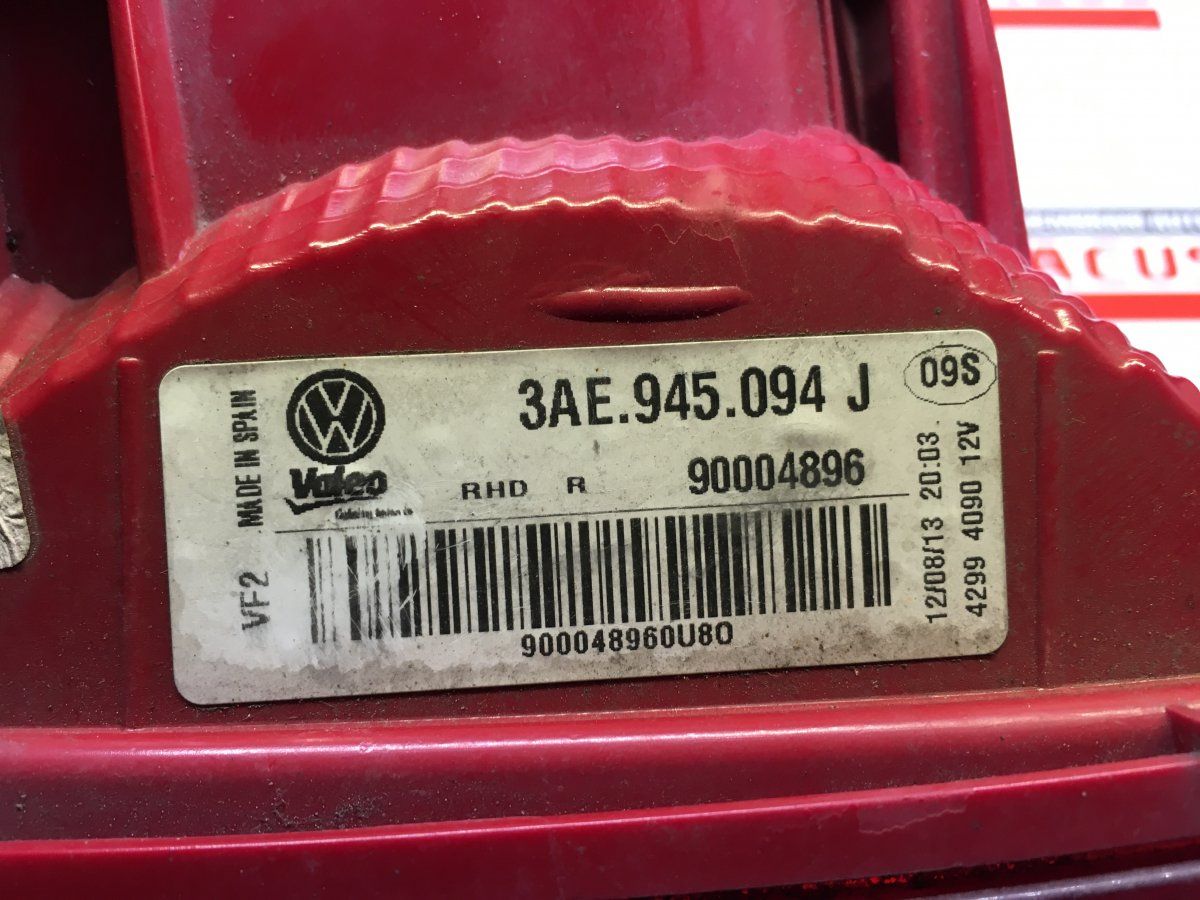 3AE.945.094 J
09S
Valeo
RHD R
90004896
900048960U80
MADE IN SPAIN
VF2
12/08/13 20:03
4299 4090 12V
ACUS